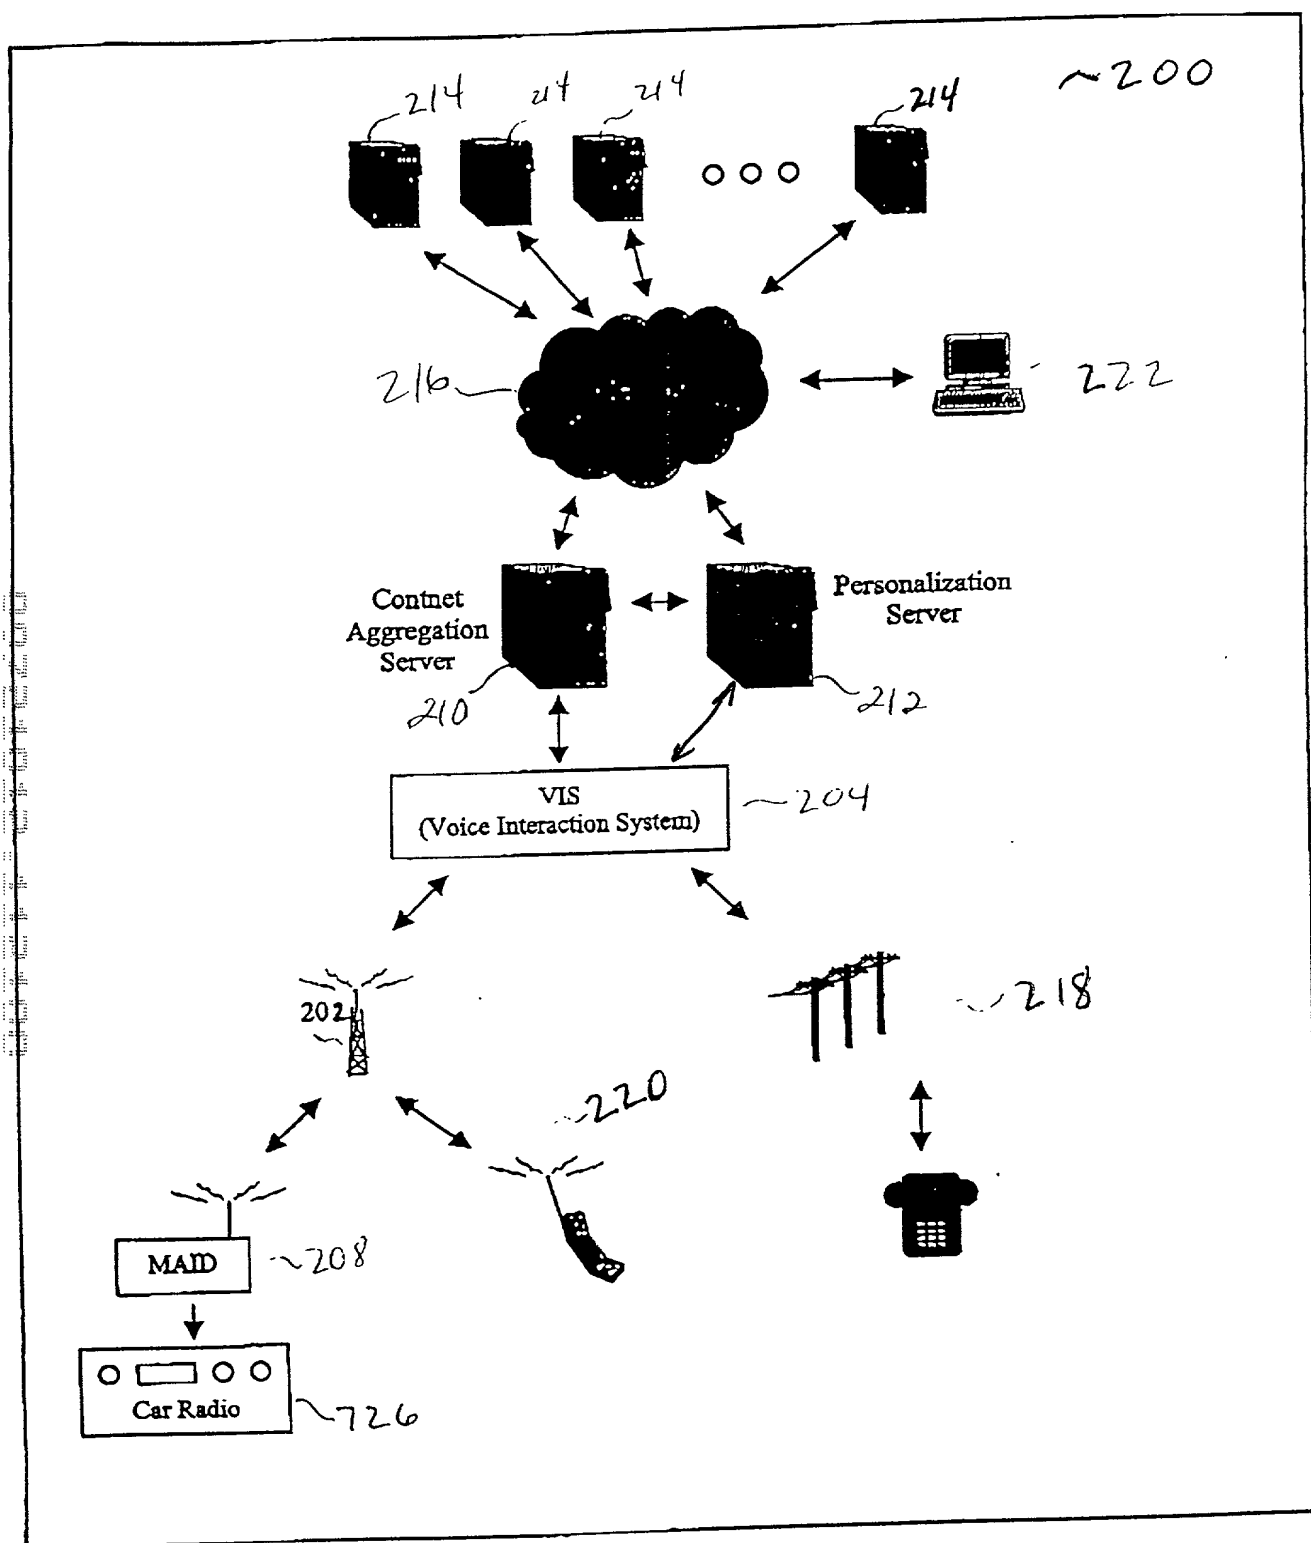 ~200
214
214
214
214
216
222
Contnet
Aggregation
Server
Personalization
Server
210
212
VIS
(Voice Interaction System)
204
202
218
220
MAID
208
Car Radio
726